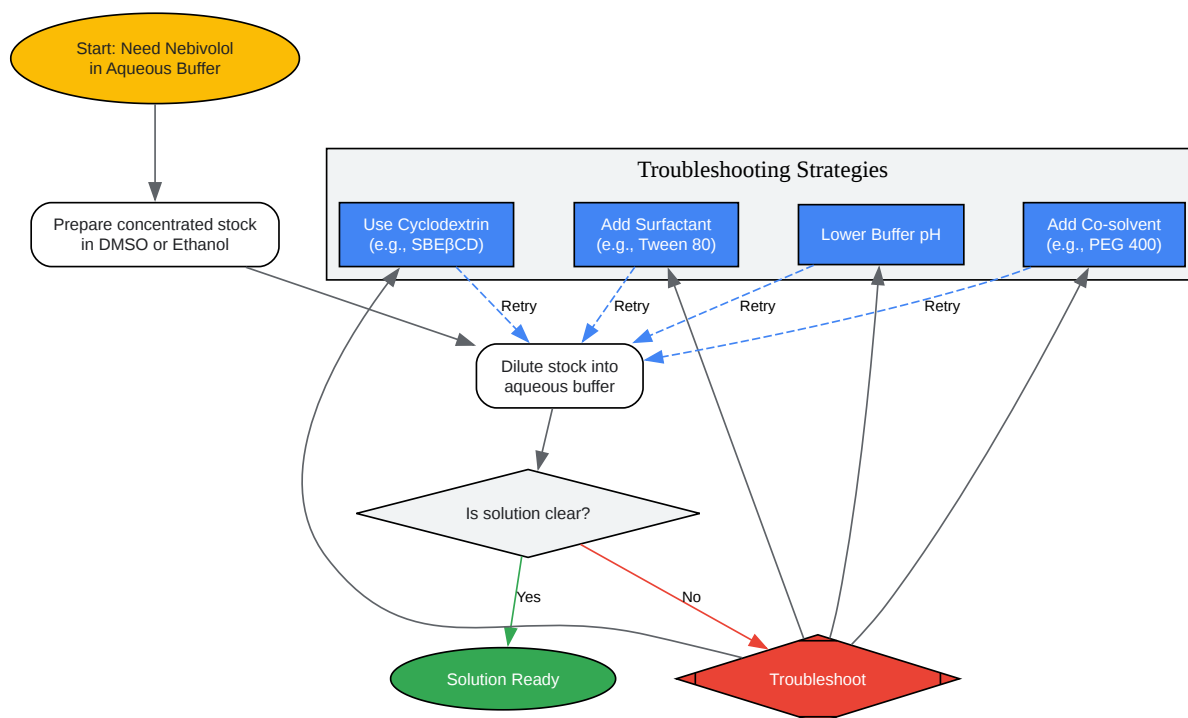 Start: Need Nebivolol
in Aqueous Buffer
Troubleshooting Strategies
Prepare concentrated stock
in DMSO or Ethanol
Use Cyclodextrin
(e.g., SBEβCD)
Add Surfactant
(e.g., Tween 80)
Lower Buffer pH
Add Co-solvent
(e.g., PEG 400)
Retry
Retry
Retry
Retry
Dilute stock into
aqueous buffer
Is solution clear?
Yes
No
Solution Ready
Troubleshoot